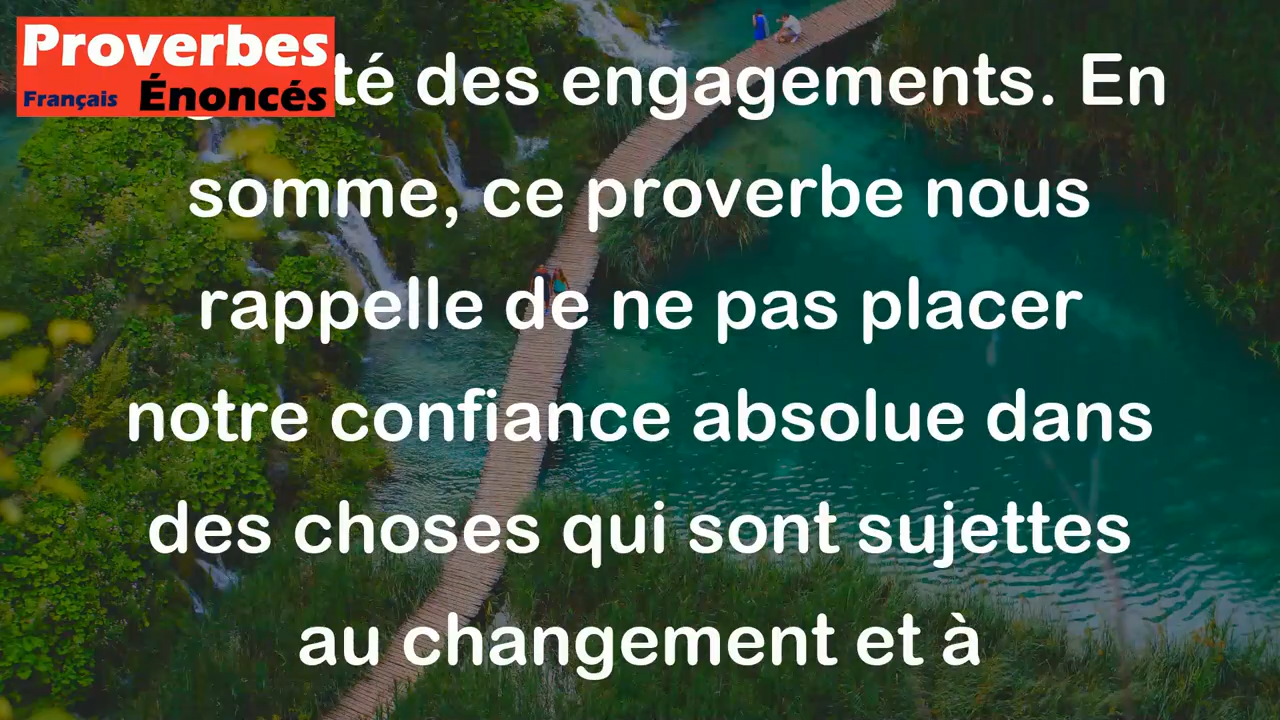 Proverbes
Français Énoncés
té des engagements. En
somme, ce proverbe nous
rappelle de ne pas placer
notre confiance absolue dans
des choses qui sont sujettes
au changement et à